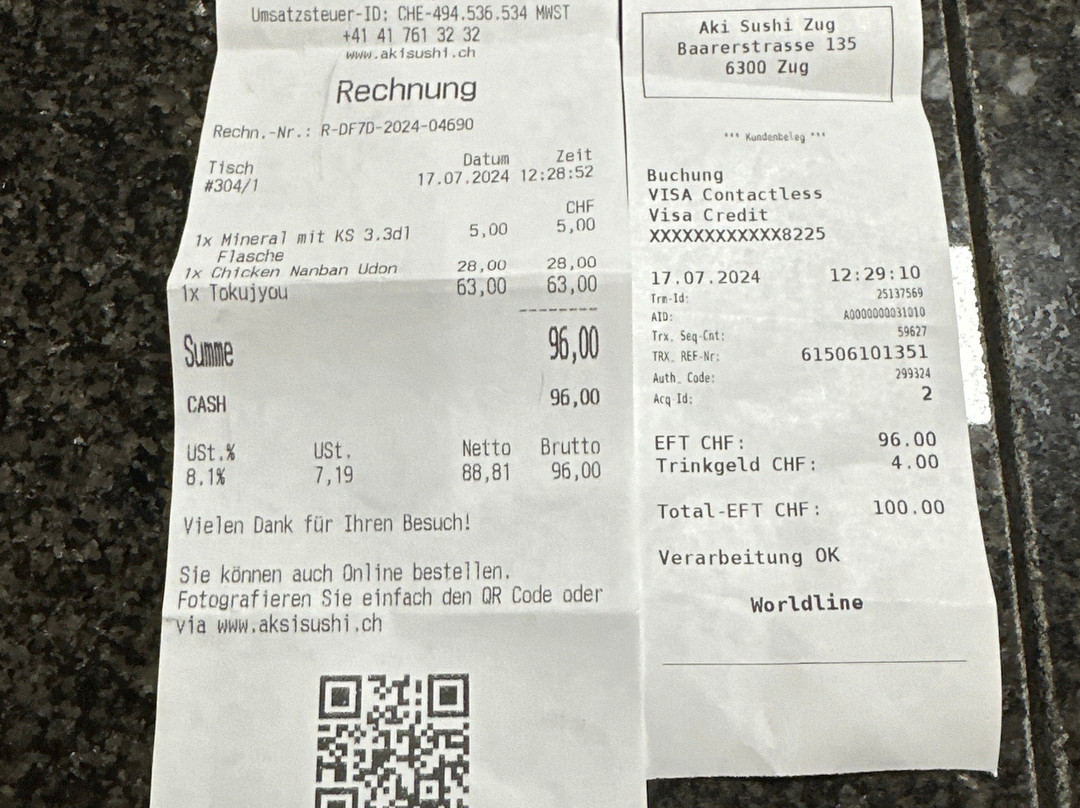 Umsatzsteuer-ID: CHE-494.536.534 MWST
+41 41 761 32 32
www.akisushi.ch
Rechnung
Rechn.-Nr.: R-DF7D-2024-04690
Tisch Datum Zeit
#304/1 17.07.2024 12:28:52
CHF
1x Mineral mit KS 3.3dl 5,00 5,00
Flasche
1x Chicken Nanban Udon 28,00 28,00
1x Tokujyou 63,00 63,00
----------
Summe 96,00
CASH 96,00
USt.% USt. Netto Brutto
8.1% 7,19 88,81 96,00
Vielen Dank für Ihren Besuch!
Sie können auch Online bestellen.
Fotografieren Sie einfach den QR Code oder
via www.aksisushi.ch
Aki Sushi Zug
Baarerstrasse 135
6300 Zug
*** Kundenbeleg ***
Buchung
VISA Contactless
Visa Credit
XXXXXXXXXXXX8225
17.07.2024 12:29:10
Trm-Id: 25137569
AID: A0000000031010
Trx. Seq-Cnt: 59627
TRX. REF-Nr: 61506101351
Auth. Code: 299324
Acq-Id: 2
EFT CHF: 96.00
Trinkgeld CHF: 4.00
Total-EFT CHF: 100.00
Verarbeitung OK
Worldline